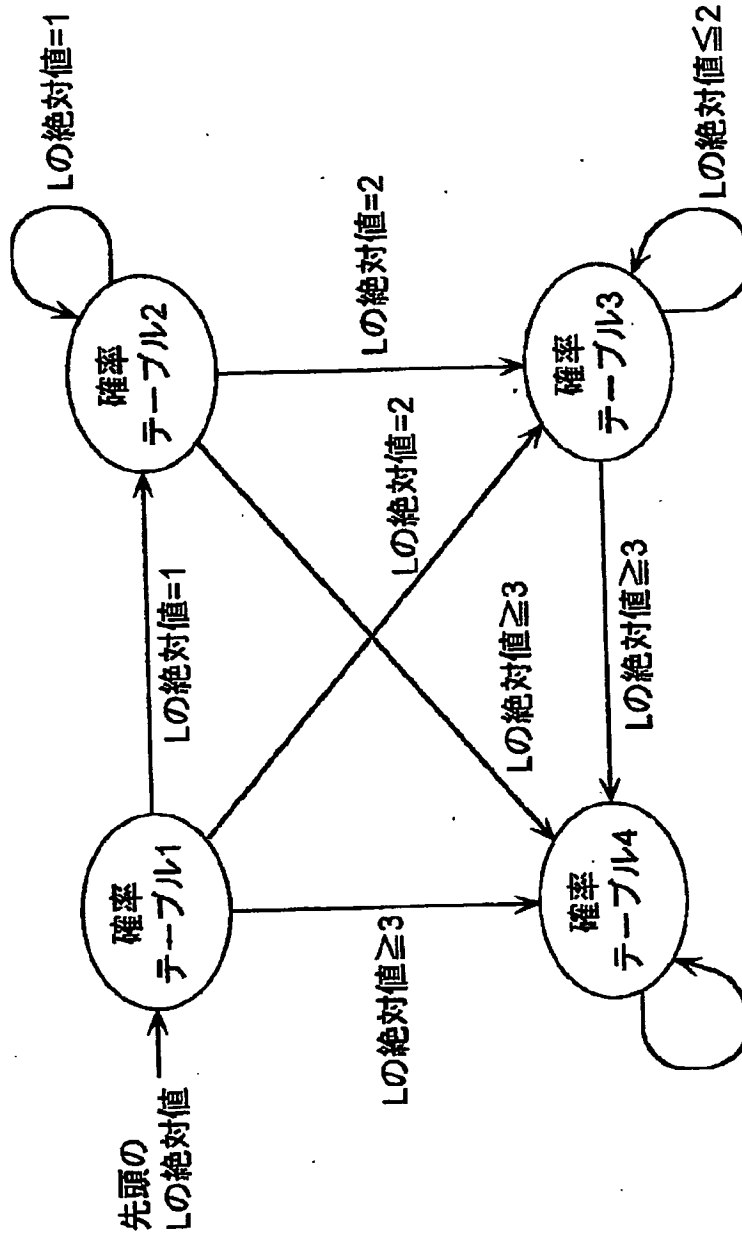 先頭の
Lの絶対値
確率
テーブル1
Lの絶対値=1
確率
テーブル2
Lの絶対値=1
Lの絶対値≧3
Lの絶対値≧3
Lの絶対値=2
Lの絶対値=2
確率
テーブル4
Lの絶対値≧3
確率
テーブル3
Lの絶対値≦2